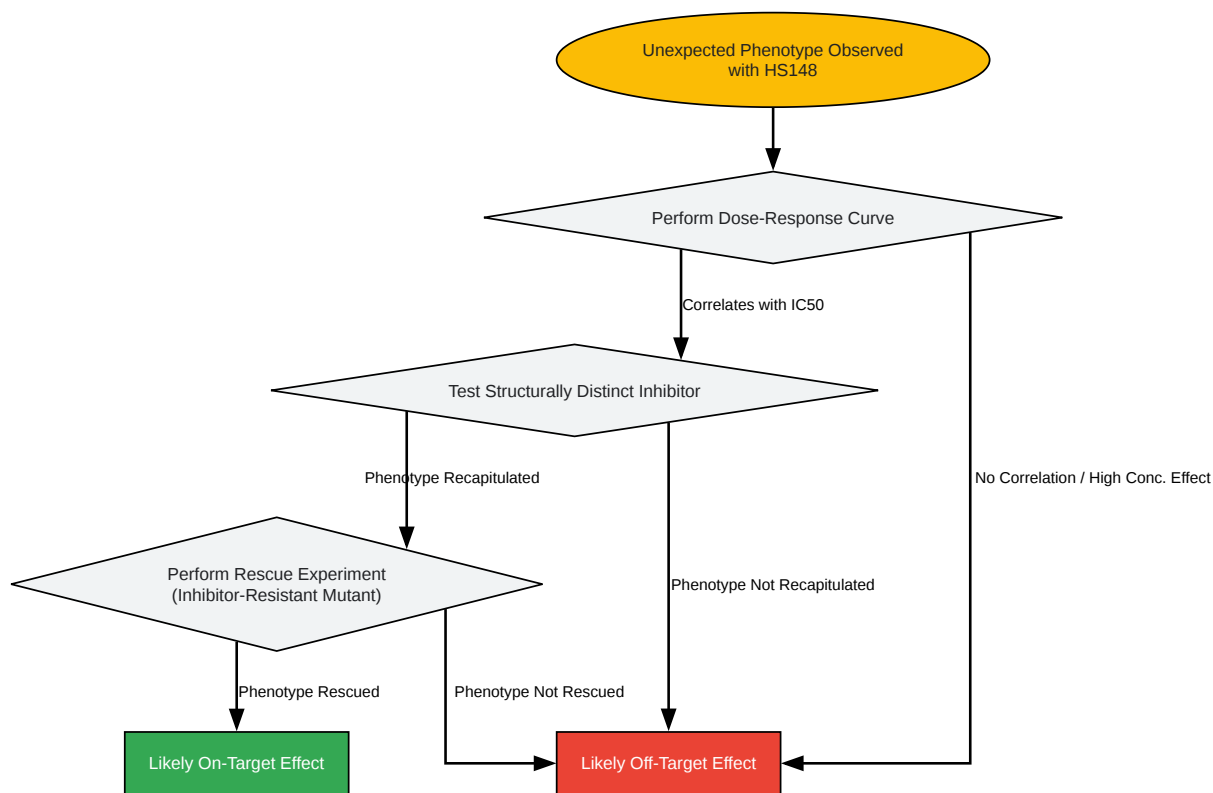 Unexpected Phenotype Observed
with HS148
Perform Dose-Response Curve
Correlates with IC50
Test Structurally Distinct Inhibitor
Phenotype Recapitulated
No Correlation / High Conc. Effect
Perform Rescue Experiment
(Inhibitor-Resistant Mutant)
Phenotype Not Recapitulated
Phenotype Rescued
Phenotype Not Rescued
Likely On-Target Effect
Likely Off-Target Effect